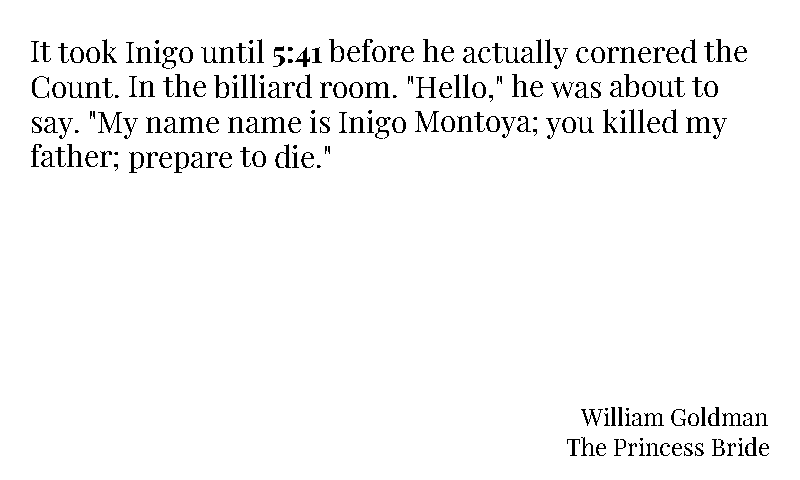 It took Inigo until 5:41 before he actually cornered the
Count. In the billiard room. "Hello," he was about to
say. "My name name is Inigo Montoya; you killed my
father; prepare to die."
William Goldman
The Princess Bride